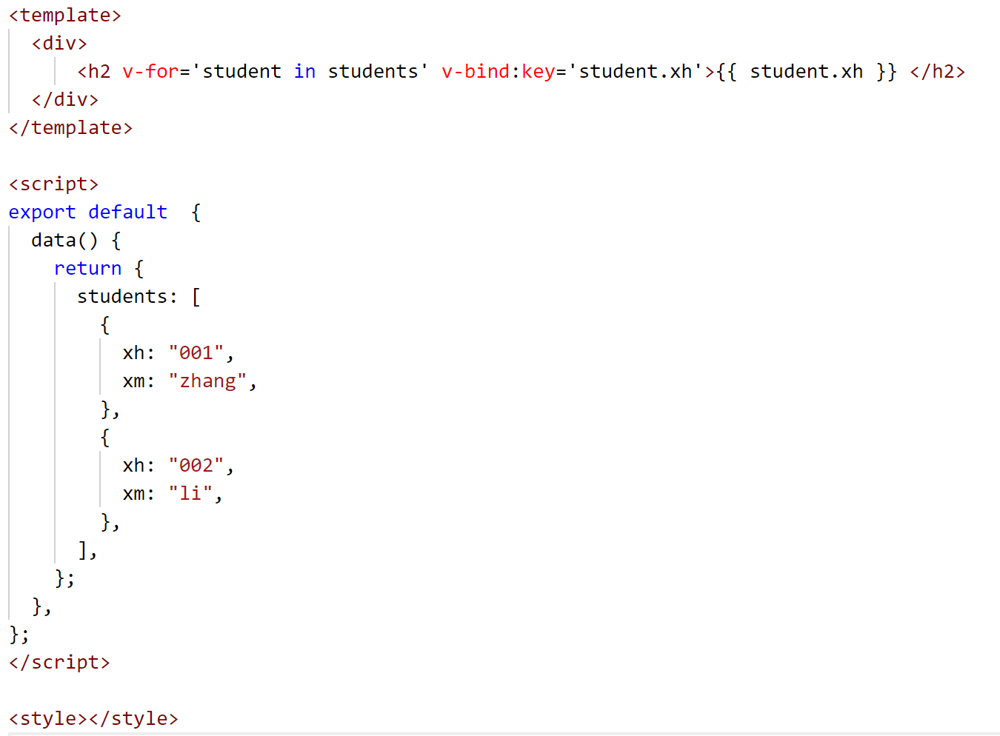 <template>
  <div>
      <h2 v-for='student in students' v-bind:key='student.xh'>{{ student.xh }} </h2>
  </div>
</template>

<script>
export default  {
  data() {
    return {
      students: [
        {
          xh: "001",
          xm: "zhang",
        },
        {
          xh: "002",
          xm: "li",
        },
      ],
    };
  },
};
</script>

<style></style>